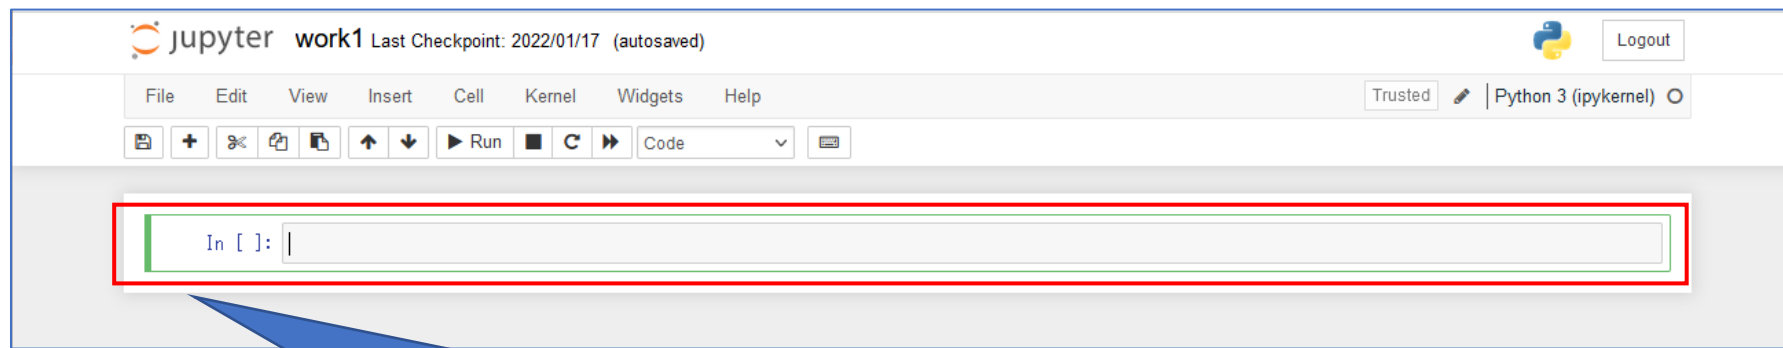 jupyter work1 Last Checkpoint: 2022/01/17 (autosaved)
Logout
File Edit View Insert Cell Kernel Widgets Help
Trusted Python 3 (ipykernel)
Run Code
In [ ]: